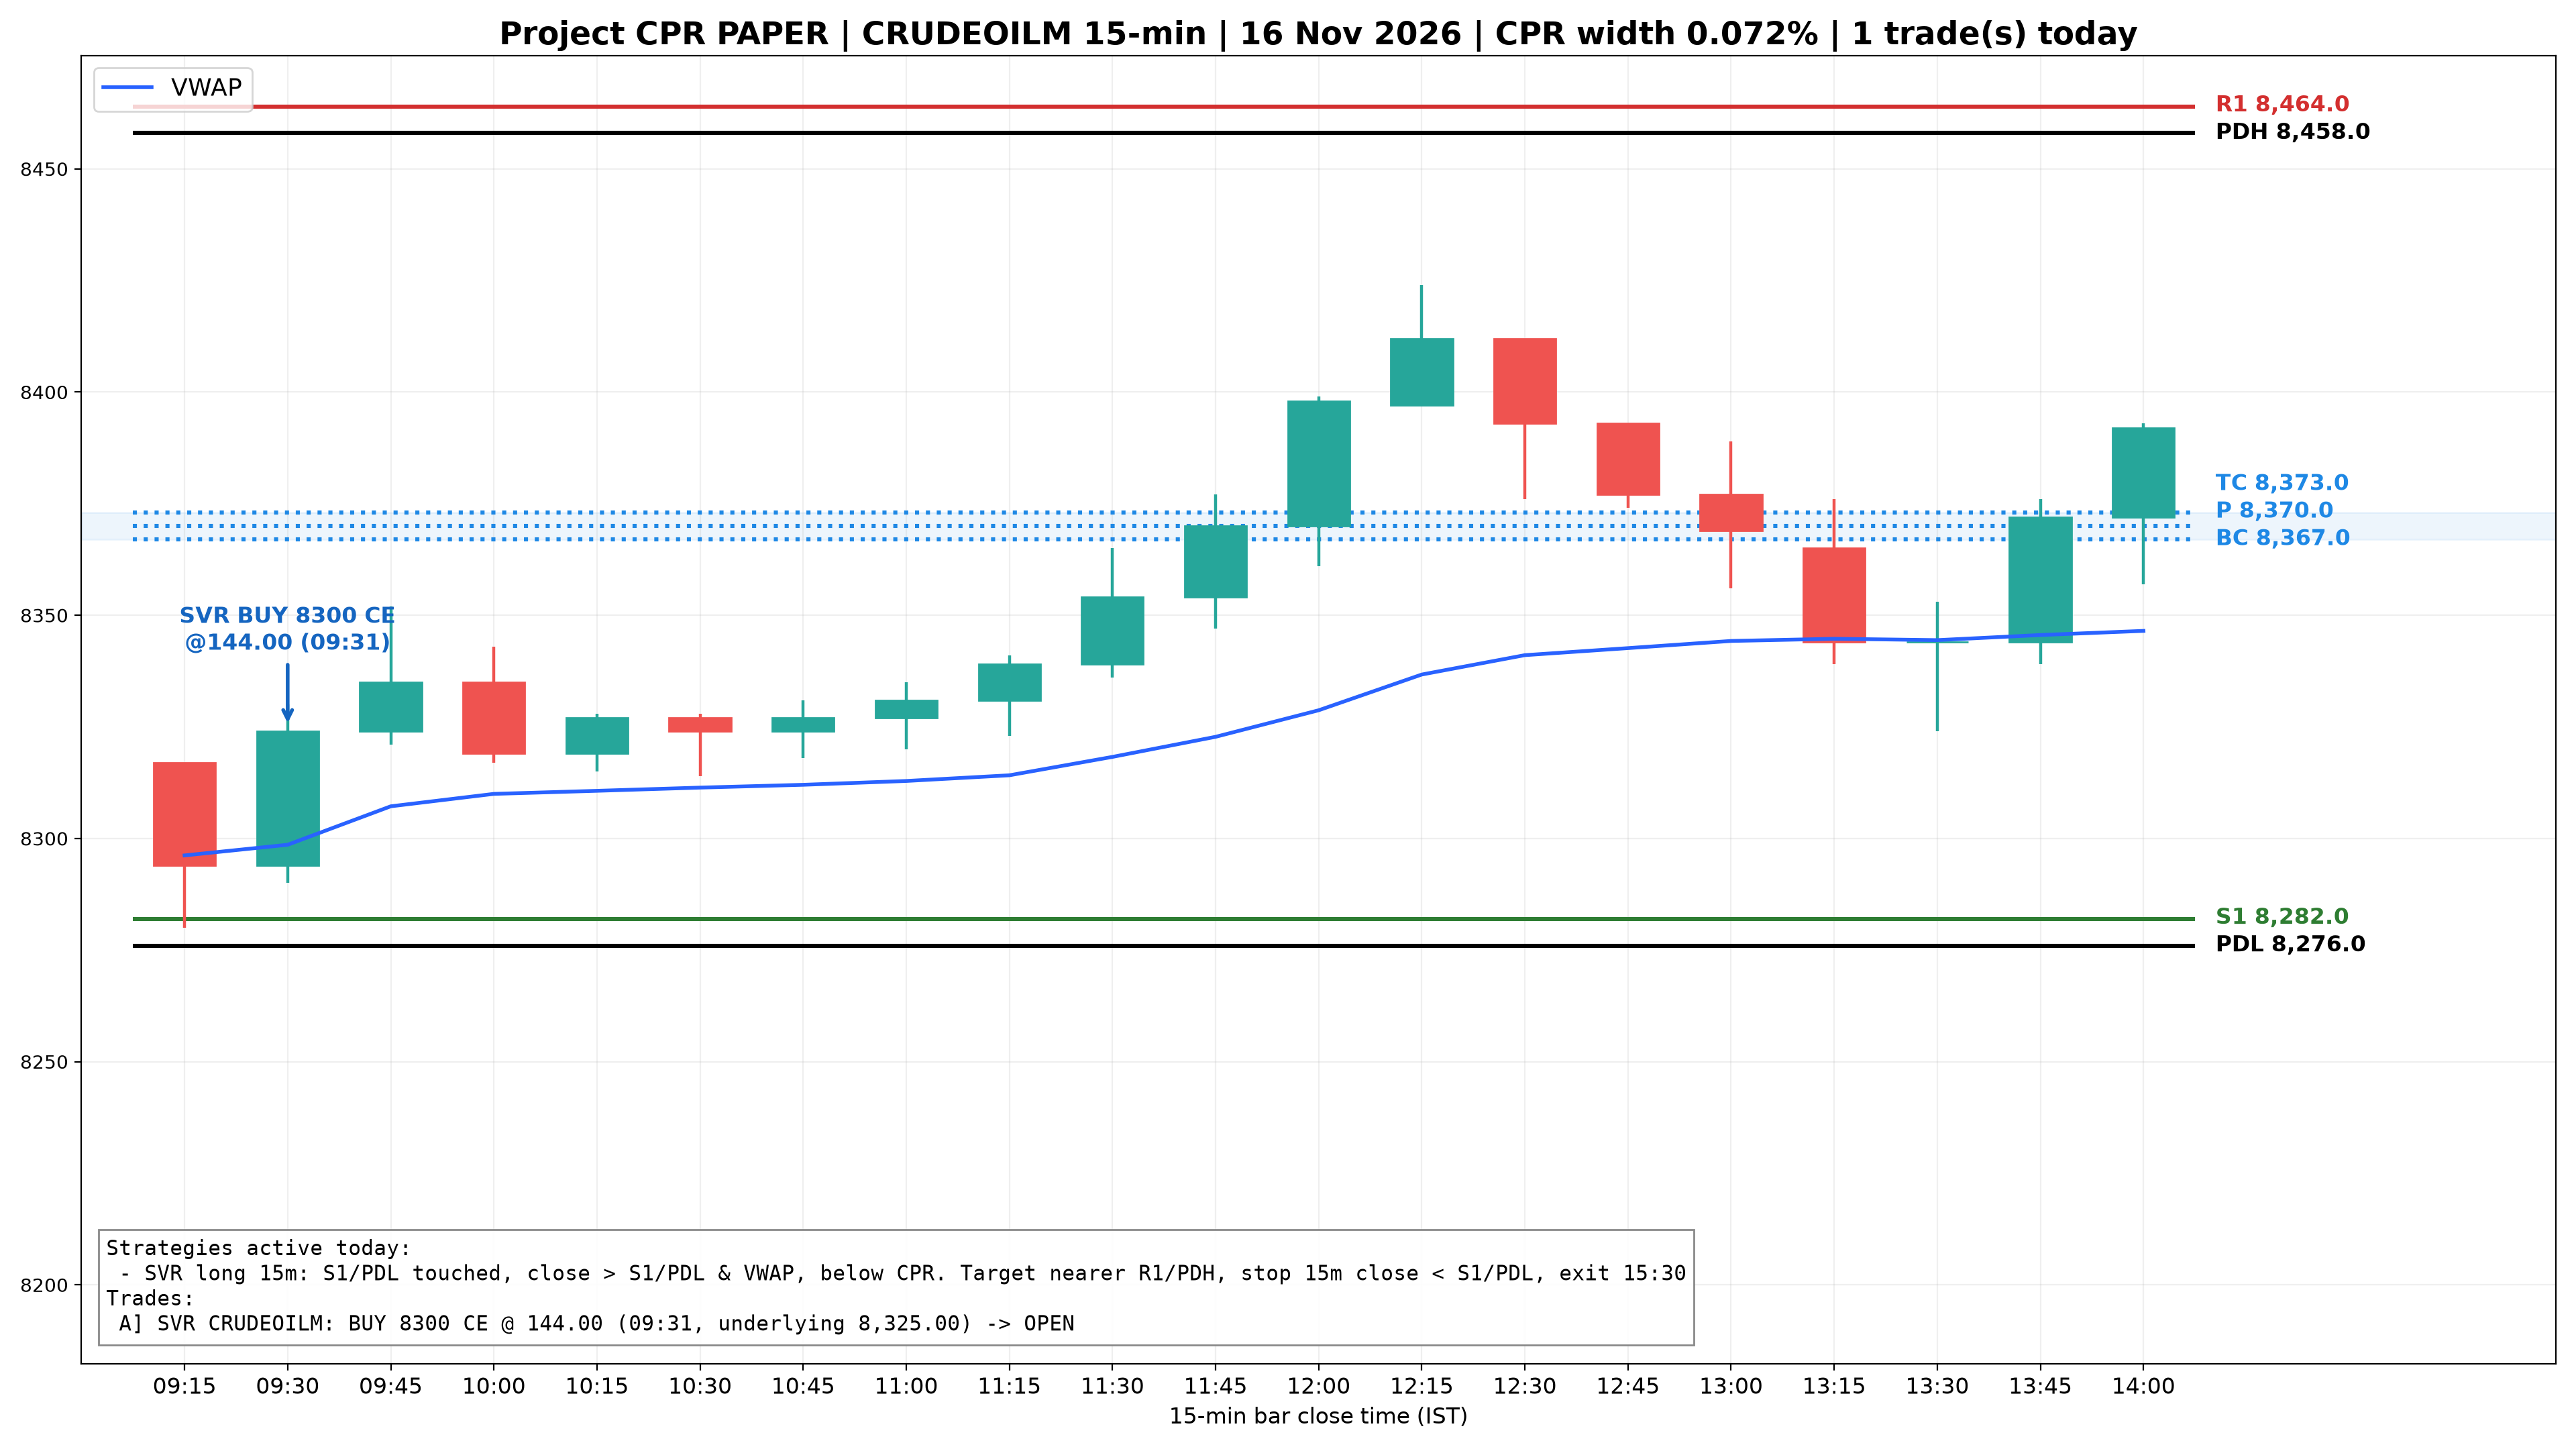 Project CPR PAPER | CRUDEOILM 15-min | 16 Nov 2026 | CPR width 0.072% | 1 trade(s) today
VWAP
R1 8,464.0
PDH 8,458.0
8450
8400
TC 8,373.0
P 8,370.0
BC 8,367.0
8350
SVR BUY 8300 CE
@144.00 (09:31)
8300
S1 8,282.0
PDL 8,276.0
8250
8200
Strategies active today:
- SVR long 15m: S1/PDL touched, close > S1/PDL & VWAP, below CPR. Target nearer R1/PDH, stop 15m close < S1/PDL, exit 15:30
Trades:
A] SVR CRUDEOILM: BUY 8300 CE @ 144.00 (09:31, underlying 8,325.00) -> OPEN
09:15 09:30 09:45 10:00 10:15 10:30 10:45 11:00 11:15 11:30 11:45 12:00 12:15 12:30 12:45 13:00 13:15 13:30 13:45 14:00
15-min bar close time (IST)